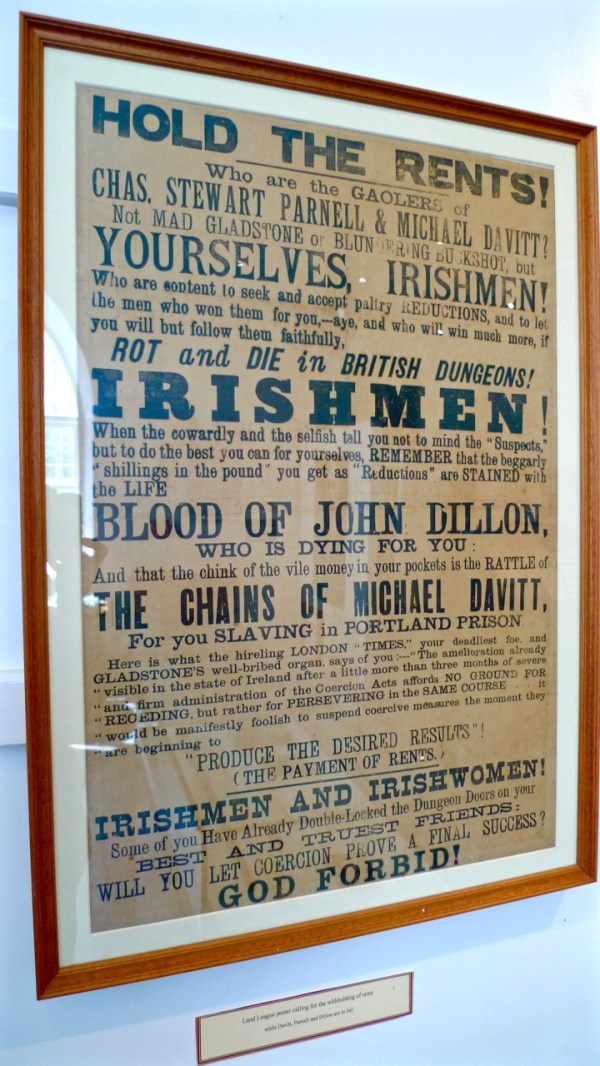 HOLD THE RENTS!
Who are the GAOLERS of
CHAS. STEWART PARNELL & MICHAEL DAVITT?
Not MAD GLADSTONE or BLUNDERING BUCKSHOT, but
YOURSELVES, IRISHMEN!
Who are content to seek and accept paltry REDUCTIONS, and to let
the men who won them for you,---aye, and who will win much more, if
you will but follow them faithfully,
ROT and DIE in BRITISH DUNGEONS!
IRISHMEN!
When the cowardly and the selfish tell you not to mind the "Suspects,"
but to do the best you can for yourselves, REMEMBER that the beggarly
"shillings in the pound" you get as "Reductions" are STAINED with
the LIFE
BLOOD OF JOHN DILLON,
WHO IS DYING FOR YOU:
And that the chink of the vile money in your pockets is the RATTLE of
THE CHAINS OF MICHAEL DAVITT,
For you SLAVING in PORTLAND PRISON.
Here is what the hireling LONDON "TIMES," your deadliest foe, and
GLADSTONE'S well-bribed organ, says of you:---"The amelioration already
"visible in the state of Ireland after a little more than three months of severe
"and firm administration of the Coercion Acts affords NO GROUND FOR
"RECEDING, but rather for PERSEVERING in the SAME COURSE . . it
"would be manifestly foolish to suspend coercive measures the moment they
"are beginning to
"PRODUCE THE DESIRED RESULTS"!
(THE PAYMENT OF RENTS.)
IRISHMEN AND IRISHWOMEN!
Some of you Have Already Double-Locked the Dungeon Doors on your
BEST AND TRUEST FRIENDS:
WILL YOU LET COERCION PROVE A FINAL SUCCESS?
GOD FORBID!
Land League poster calling for the withholding of rents
while Davitt, Parnell and Dillon are in Jail